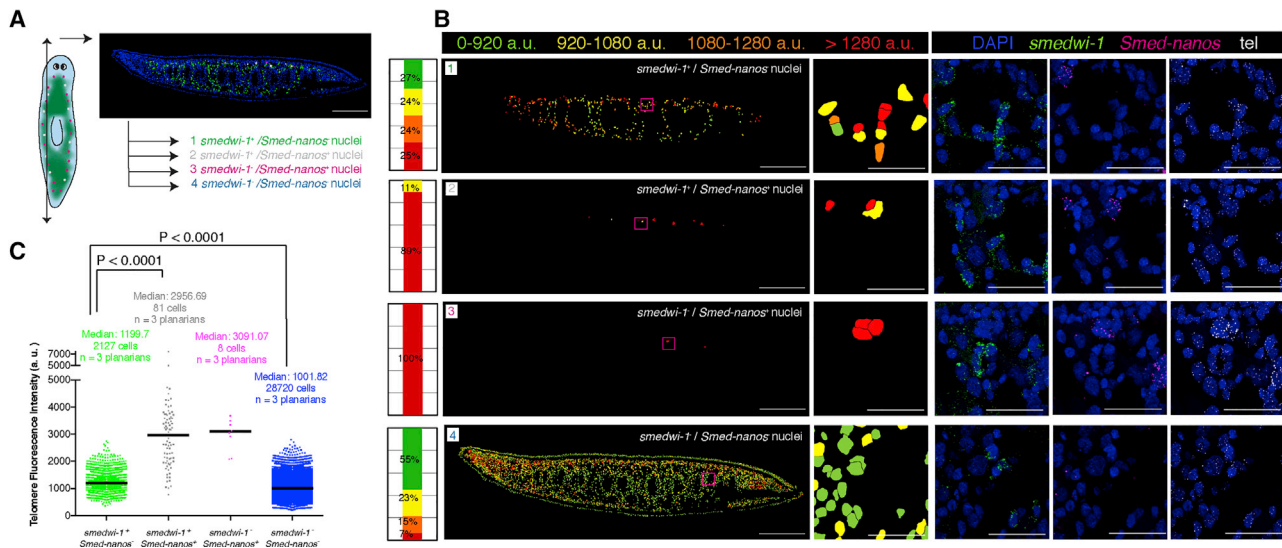 A
1 smedwi-1⁺ /Smed-nanos⁻ nuclei
2 smedwi-1⁺ /Smed-nanos⁺ nuclei
3 smedwi-1⁻ /Smed-nanos⁺ nuclei
4 smedwi-1⁻ /Smed-nanos⁻ nuclei
B
0-920 a.u. 920-1080 a.u. 1080-1280 a.u. > 1280 a.u.
DAPI smedwi-1 Smed-nanos tel
27%
24%
24%
25%
1 smedwi-1⁺ / Smed-nanos⁻ nuclei
11%
89%
2 smedwi-1⁺ / Smed-nanos⁺ nuclei
100%
3 smedwi-1⁻ / Smed-nanos⁺ nuclei
55%
23%
15%
7%
4 smedwi-1⁻ / Smed-nanos⁻ nuclei
C
P < 0.0001
P < 0.0001
Median: 2956.69
81 cells
n = 3 planarians
Median: 1199.7
2127 cells
n = 3 planarians
Median: 3091.07
8 cells
n = 3 planarians
Median: 1001.82
28720 cells
n = 3 planarians
Telomere Fluorescence Intensity (a. u.)
7000
5000
5000
4000
3000
2000
1000
0
smedwi-1⁺
Smed-nanos⁻
smedwi-1⁺
Smed-nanos⁺
smedwi-1⁻
Smed-nanos⁺
smedwi-1⁻
Smed-nanos⁻